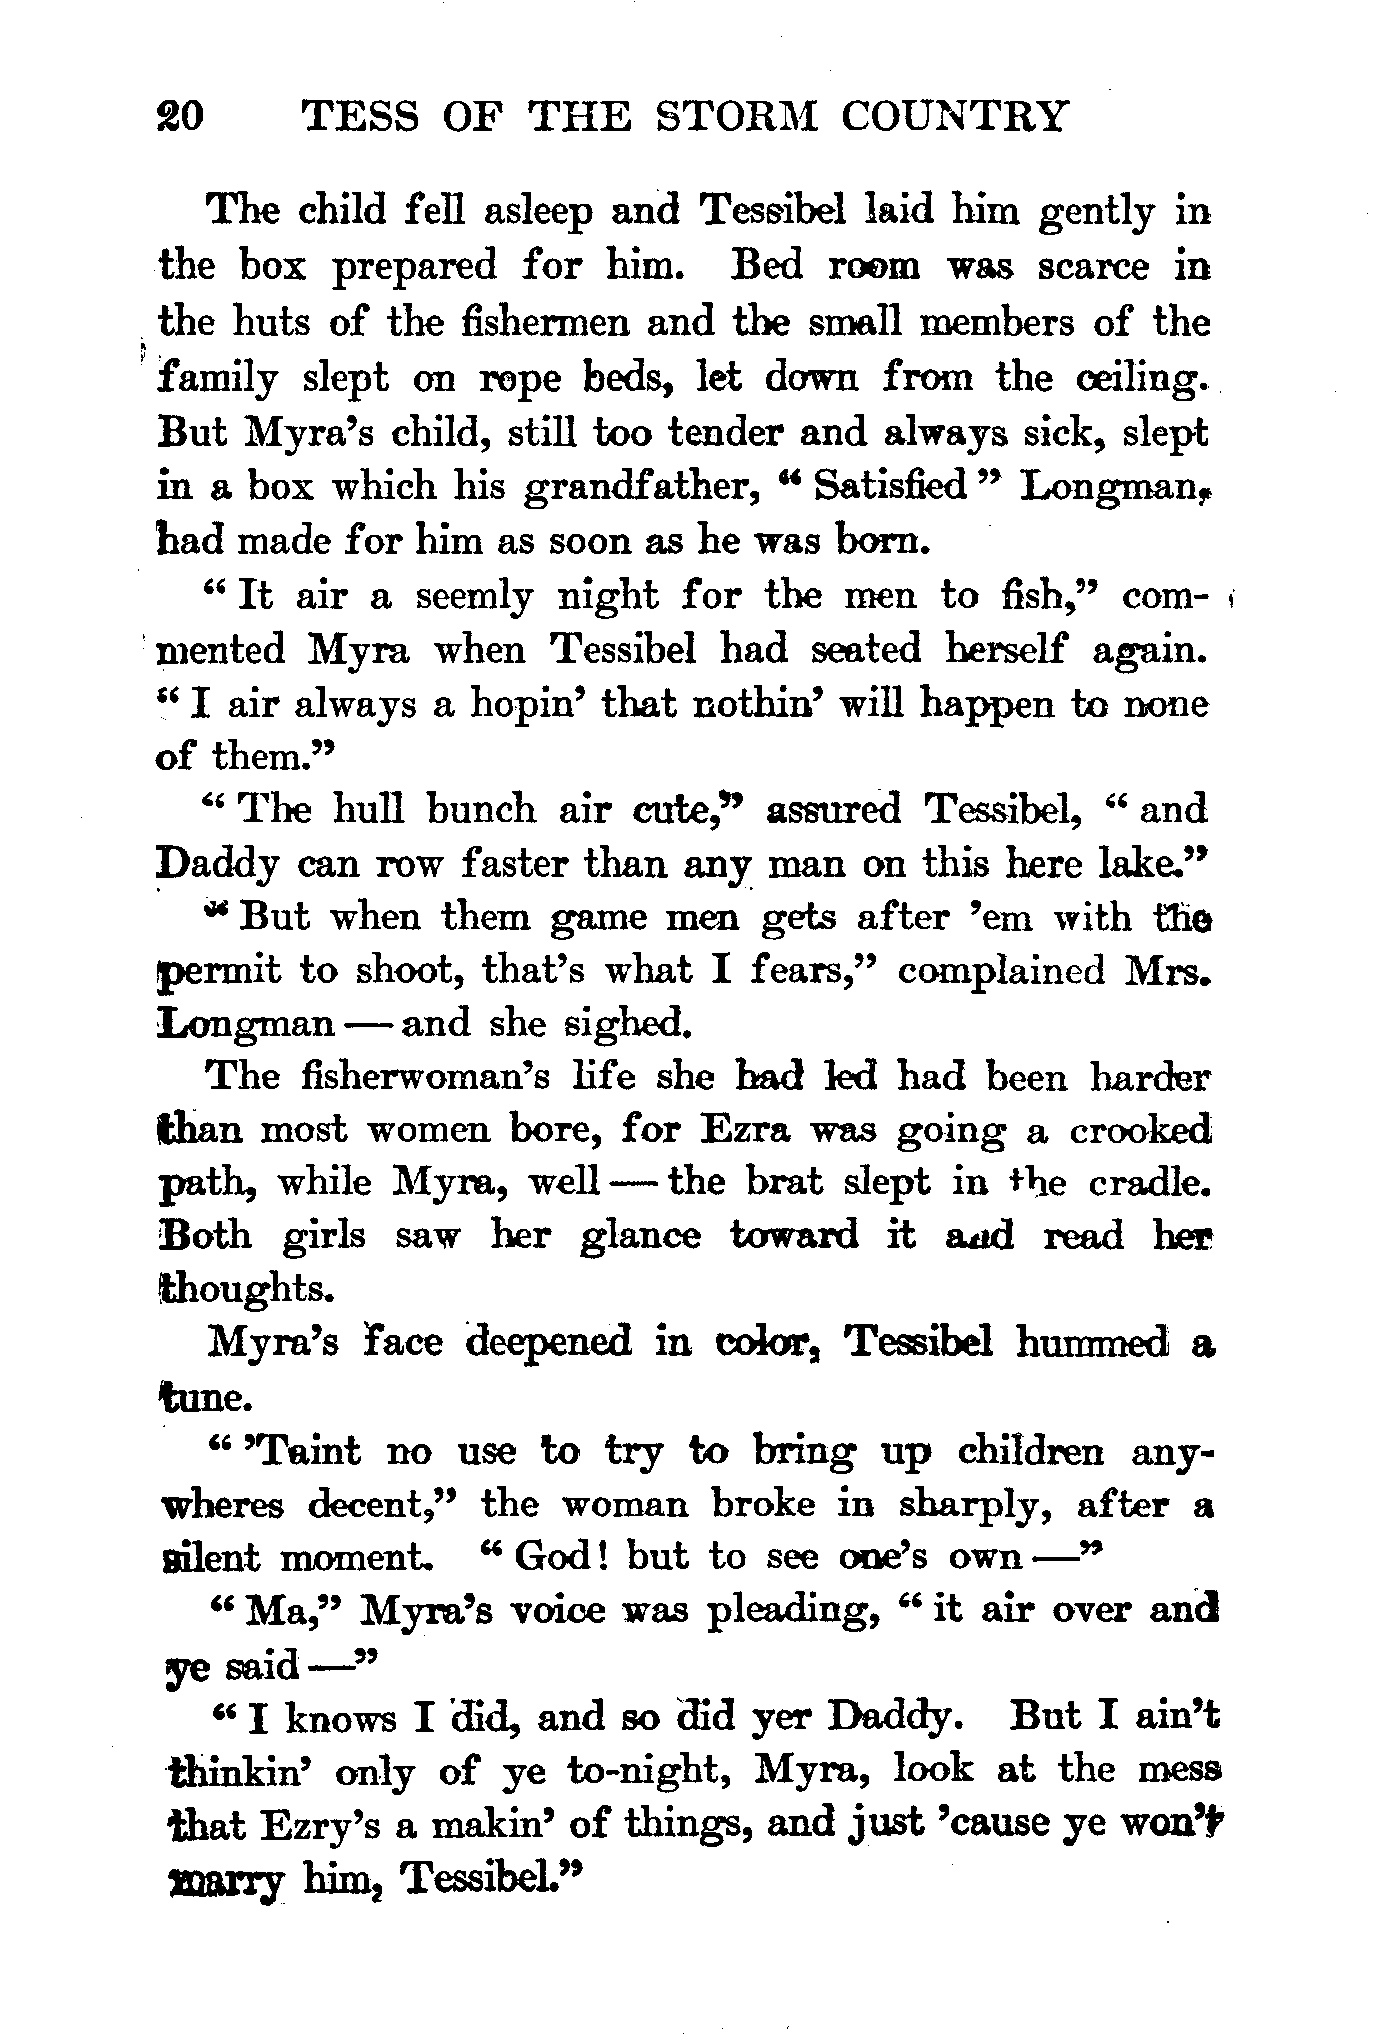 20 TESS OF THE STORM COUNTRY
The child fell asleep and Tessibel laid him gently in
the box prepared for him. Bed room was scarce in
the huts of the fishermen and the small members of the
family slept on rope beds, let down from the ceiling.
But Myra's child, still too tender and always sick, slept
in a box which his grandfather, "Satisfied" Longman,
had made for him as soon as he was born.
"It air a seemly night for the men to fish," com-
mented Myra when Tessibel had seated herself again.
"I air always a hopin' that nothin' will happen to none
of them."
"The hull bunch air cute," assured Tessibel, "and
Daddy can row faster than any man on this here lake."
"But when them game men gets after 'em with the
permit to shoot, that's what I fears," complained Mrs.
Longman — and she sighed.
The fisherwoman's life she had led had been harder
than most women bore, for Ezra was going a crooked
path, while Myra, well — the brat slept in the cradle.
Both girls saw her glance toward it and read her
thoughts.
Myra's face deepened in color, Tessibel hummed a
tune.
"'Taint no use to try to bring up children any-
wheres decent," the woman broke in sharply, after a
silent moment. "God! but to see one's own —"
"Ma," Myra's voice was pleading, "it air over and
ye said —"
"I knows I did, and so did yer Daddy. But I ain't
thinkin' only of ye to-night, Myra, look at the mess
that Ezry's a makin' of things, and just 'cause ye won't
marry him, Tessibel."